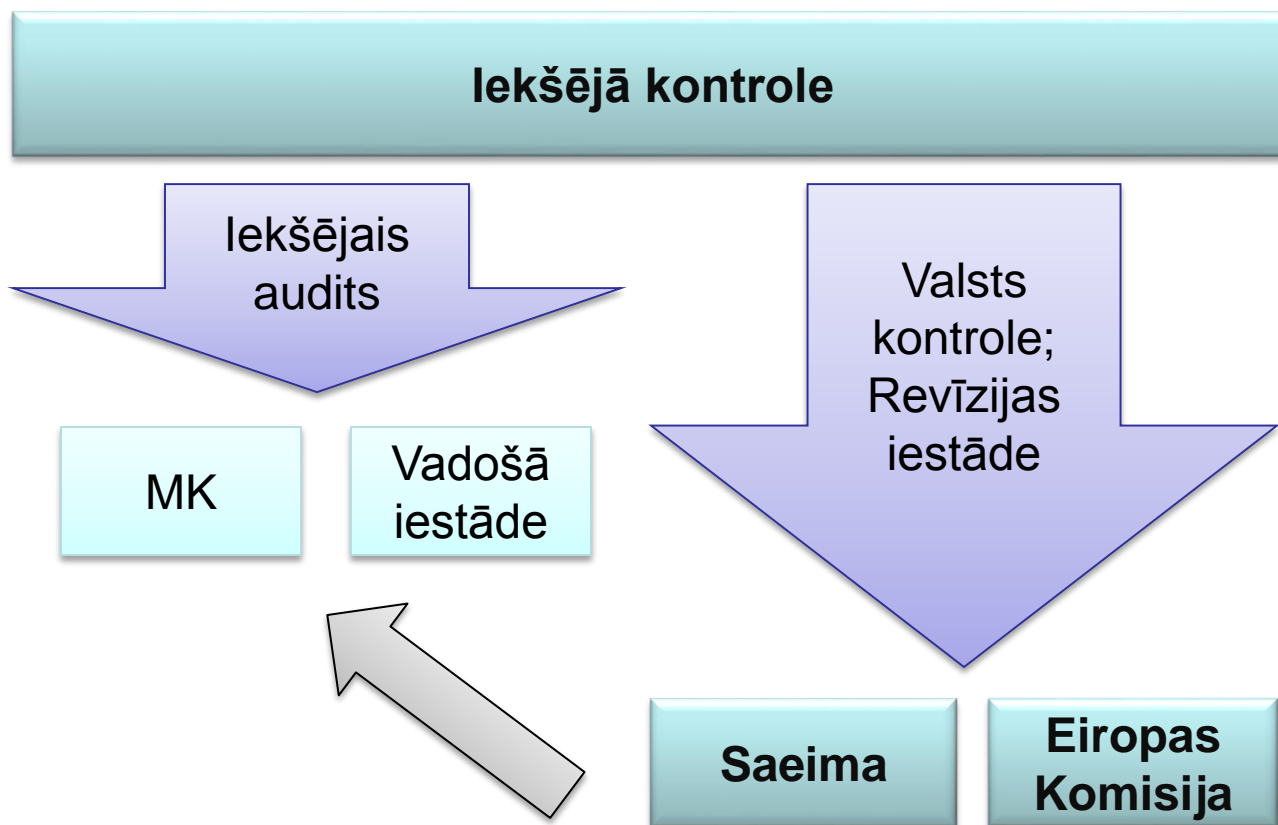 Iekšējā kontrole
Iekšējais
audits
Valsts
kontrole;
Revīzijas
iestāde
MK
Vadošā
iestāde
Saeima
Eiropas
Komisija